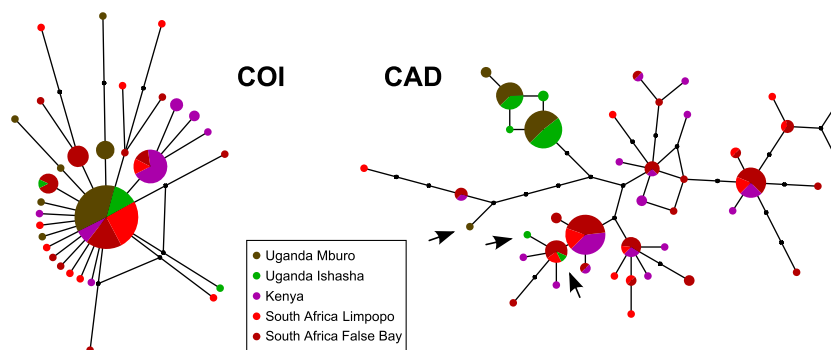 COI
CAD
Uganda Mburo
Uganda Ishasha
Kenya
South Africa Limpopo
South Africa False Bay